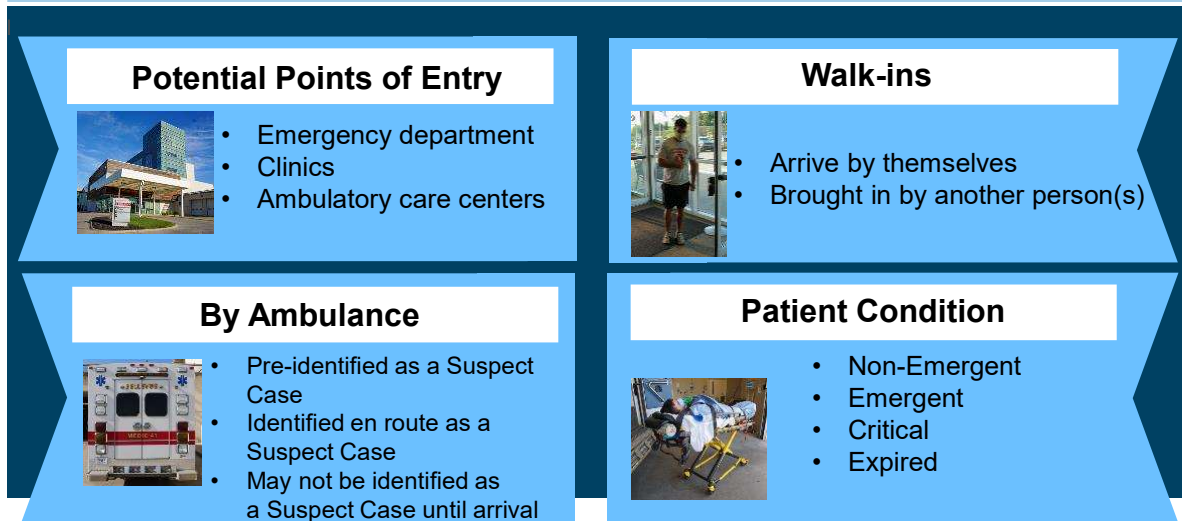 Potential Points of Entry
• Emergency department
• Clinics
• Ambulatory care centers
Walk-ins
• Arrive by themselves
• Brought in by another person(s)
By Ambulance
• Pre-identified as a Suspect
Case
• Identified en route as a
Suspect Case
• May not be identified as
a Suspect Case until arrival
Patient Condition
• Non-Emergent
• Emergent
• Critical
• Expired